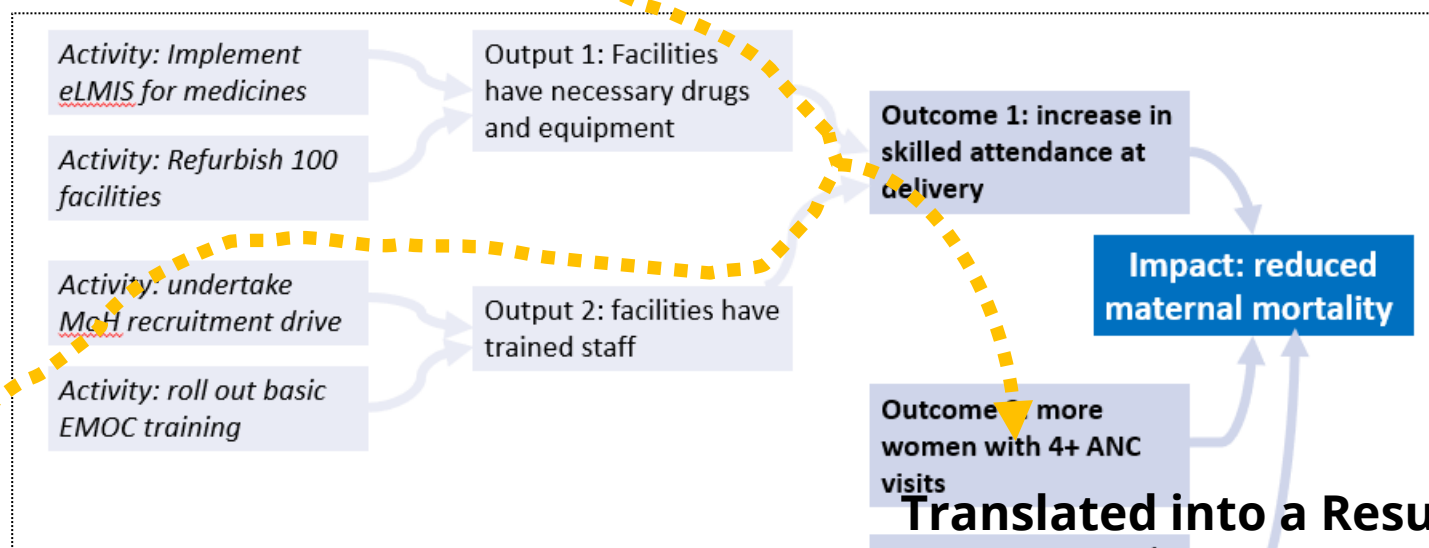 Activity: Implement
eLMIS for medicines
Activity: Refurbish 100
facilities
Activity: undertake
MoH recruitment drive
Activity: roll out basic
EMOC training
Output 1: Facilities
have necessary drugs
and equipment
Output 2: facilities have
trained staff
Outcome 1: increase in
skilled attendance at
delivery
Outcome more
women with 4+ ANC
visits
Impact: reduced
maternal mortality
Translated into a Resu